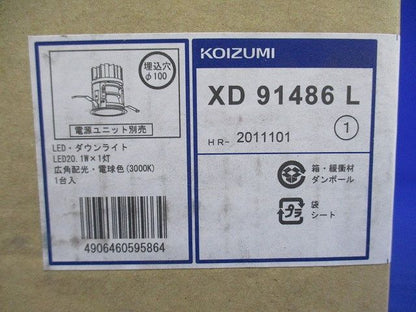 埋込穴
φ100
電源ユニット別売
LED・ダウンライト
LED20.1W×1灯
広角配光・電球色(3000K)
1台入
4906460595864
KOIZUMI
XD 91486 L
HR- 2011101
1
箱・緩衝材
ダンボール
プラ
袋
シート